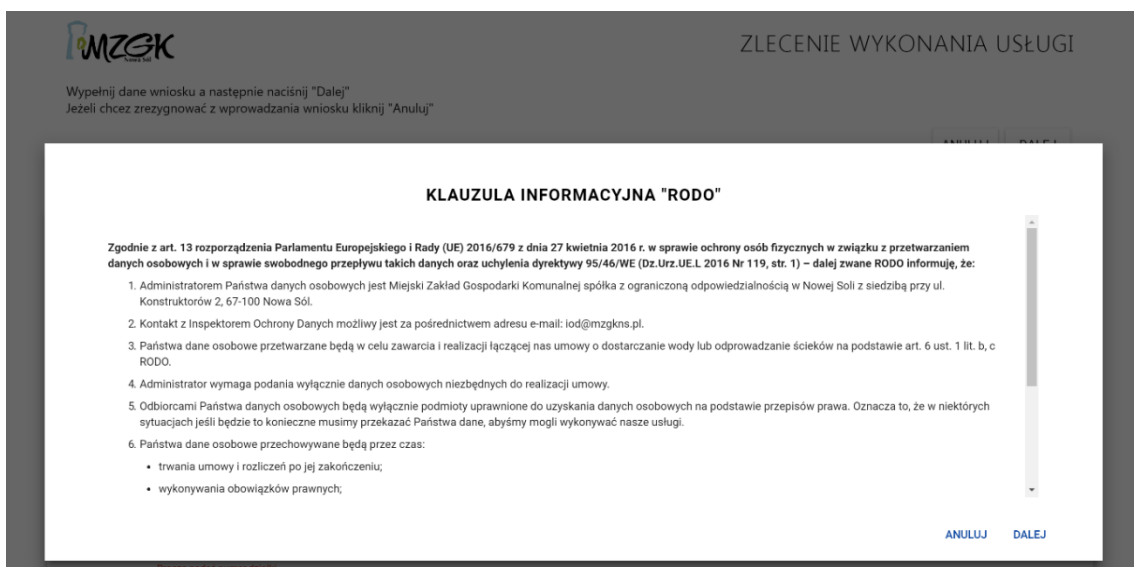 MZGK
Nowa Sól
ZLECENIE WYKONANIA USŁUGI
Wypełnij dane wniosku a następnie naciśnij "Dalej"
Jeżeli chcez zrezygnować z wprowadzania wniosku kliknij "Anuluj"
ANULUJ DALEJ
KLAUZULA INFORMACYJNA "RODO"
Zgodnie z art. 13 rozporządzenia Parlamentu Europejskiego i Rady (UE) 2016/679 z dnia 27 kwietnia 2016 r. w sprawie ochrony osób fizycznych w związku z przetwarzaniem
danych osobowych i w sprawie swobodnego przepływu takich danych oraz uchylenia dyrektywy 95/46/WE (Dz.Urz.UE.L 2016 Nr 119, str. 1) – dalej zwane RODO informuję, że:
1. Administratorem Państwa danych osobowych jest Miejski Zakład Gospodarki Komunalnej spółka z ograniczoną odpowiedzialnością w Nowej Soli z siedzibą przy ul.
Konstruktorów 2, 67-100 Nowa Sól.
2. Kontakt z Inspektorem Ochrony Danych możliwy jest za pośrednictwem adresu e-mail: iod@mzgkns.pl.
3. Państwa dane osobowe przetwarzane będą w celu zawarcia i realizacji łączącej nas umowy o dostarczanie wody lub odprowadzanie ścieków na podstawie art. 6 ust. 1 lit. b, c
RODO.
4. Administrator wymaga podania wyłącznie danych osobowych niezbędnych do realizacji umowy.
5. Odbiorcami Państwa danych osobowych będą wyłącznie podmioty uprawnione do uzyskania danych osobowych na podstawie przepisów prawa. Oznacza to, że w niektórych
sytuacjach jeśli będzie to konieczne musimy przekazać Państwa dane, abyśmy mogli wykonywać nasze usługi.
6. Państwa dane osobowe przechowywane będą przez czas:
• trwania umowy i rozliczeń po jej zakończeniu;
• wykonywania obowiązków prawnych;
ANULUJ DALEJ